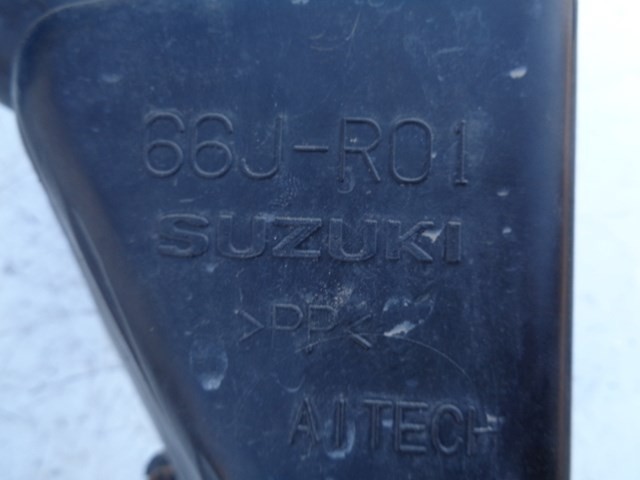 66J-R01
SUZUKI
>PP<
AITECH